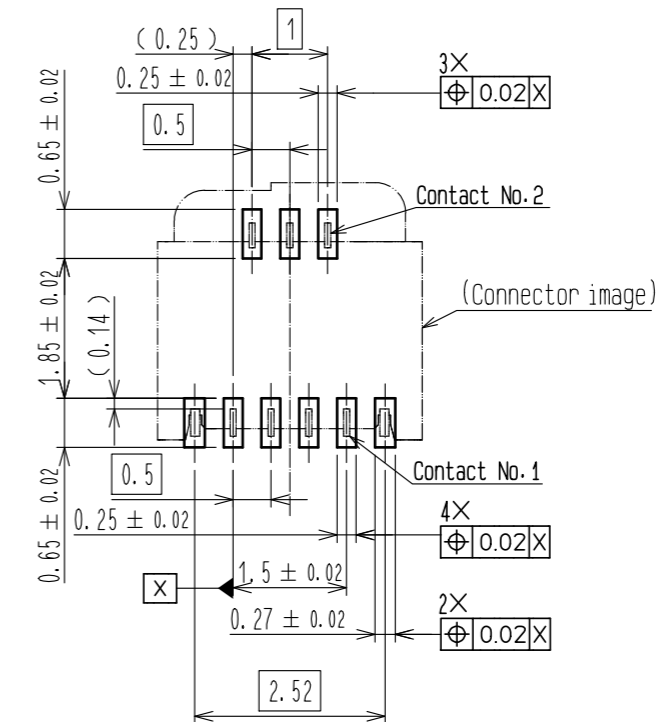 ( 0.25 )
1
0.25 ± 0.02
3X
⌖ 0.02 X
0.5
0.65 ± 0.02
Contact No.2
(Connector image)
1.85 ± 0.02
( 0.14 )
Contact No.1
0.5
0.65 ± 0.02
0.25 ± 0.02
4X
⌖ 0.02 X
X
1.5 ± 0.02
0.27 ± 0.02
2X
⌖ 0.02 X
2.52